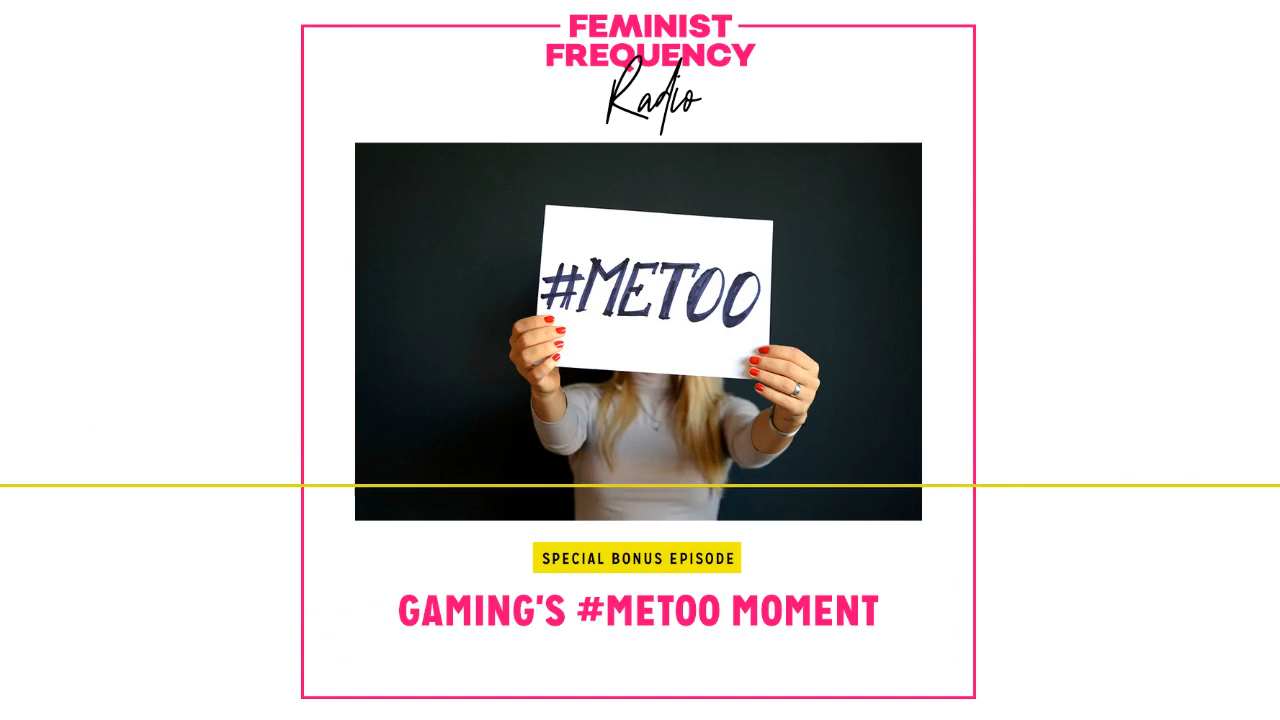 FEMINIST
FREQUENCY
Radio
#METOO
SPECIAL BONUS EPISODE
GAMING'S #METOO MOMENT